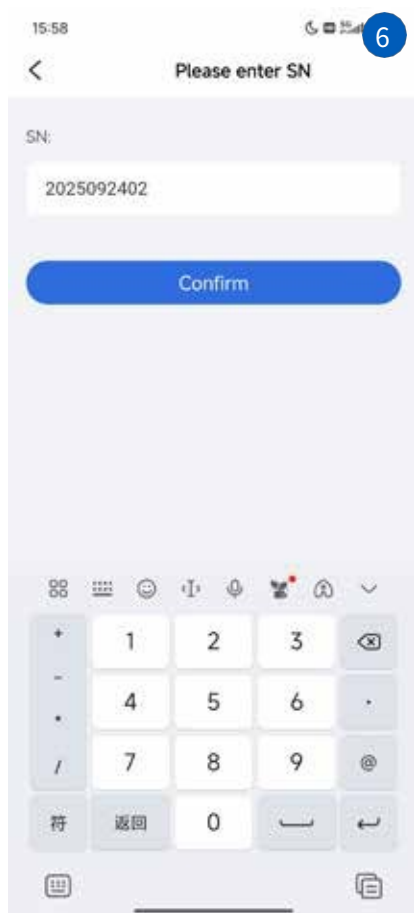 15:58
6
Please enter SN
SN:
2025092402
Confirm
+ 1 2 3
- 4 5 6 .
* 7 8 9 @
/
符 返回 0